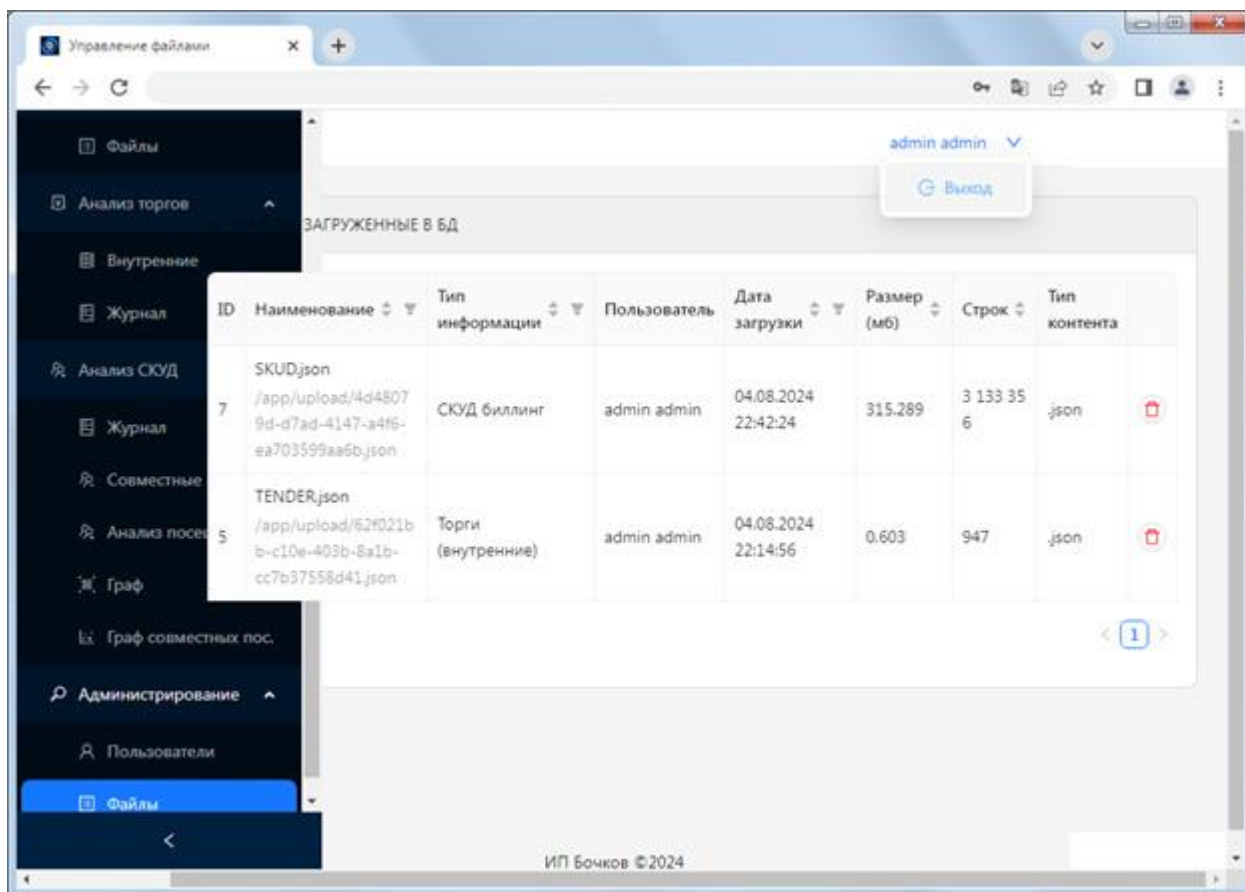 Управление файлами
admin admin
Выход
Файлы
Анализ торгов
Внутренние
Журнал
Анализ СКУД
Журнал
Совместные
Анализ посе
Граф
Граф совместных пос.
Администрирование
Пользователи
Файлы
ЗАГРУЖЕННЫЕ В БД
ID Наименование Тип информации Пользователь Дата загрузки Размер (мб) Строк Тип контента
7
SKUD.json
/app/upload/4d4807
9d-d7ad-4147-a4f6-
ea703599aa6b.json
СКУД биллинг
admin admin
04.08.2024
22:42:24
315.289
3 133 35
6
.json
5
TENDER.json
/app/upload/62f021b
b-c10e-403b-8a1b-
cc7b37558d41.json
Торги
(внутренние)
admin admin
04.08.2024
22:14:56
0.603
947
.json
1
ИП Бочков ©2024